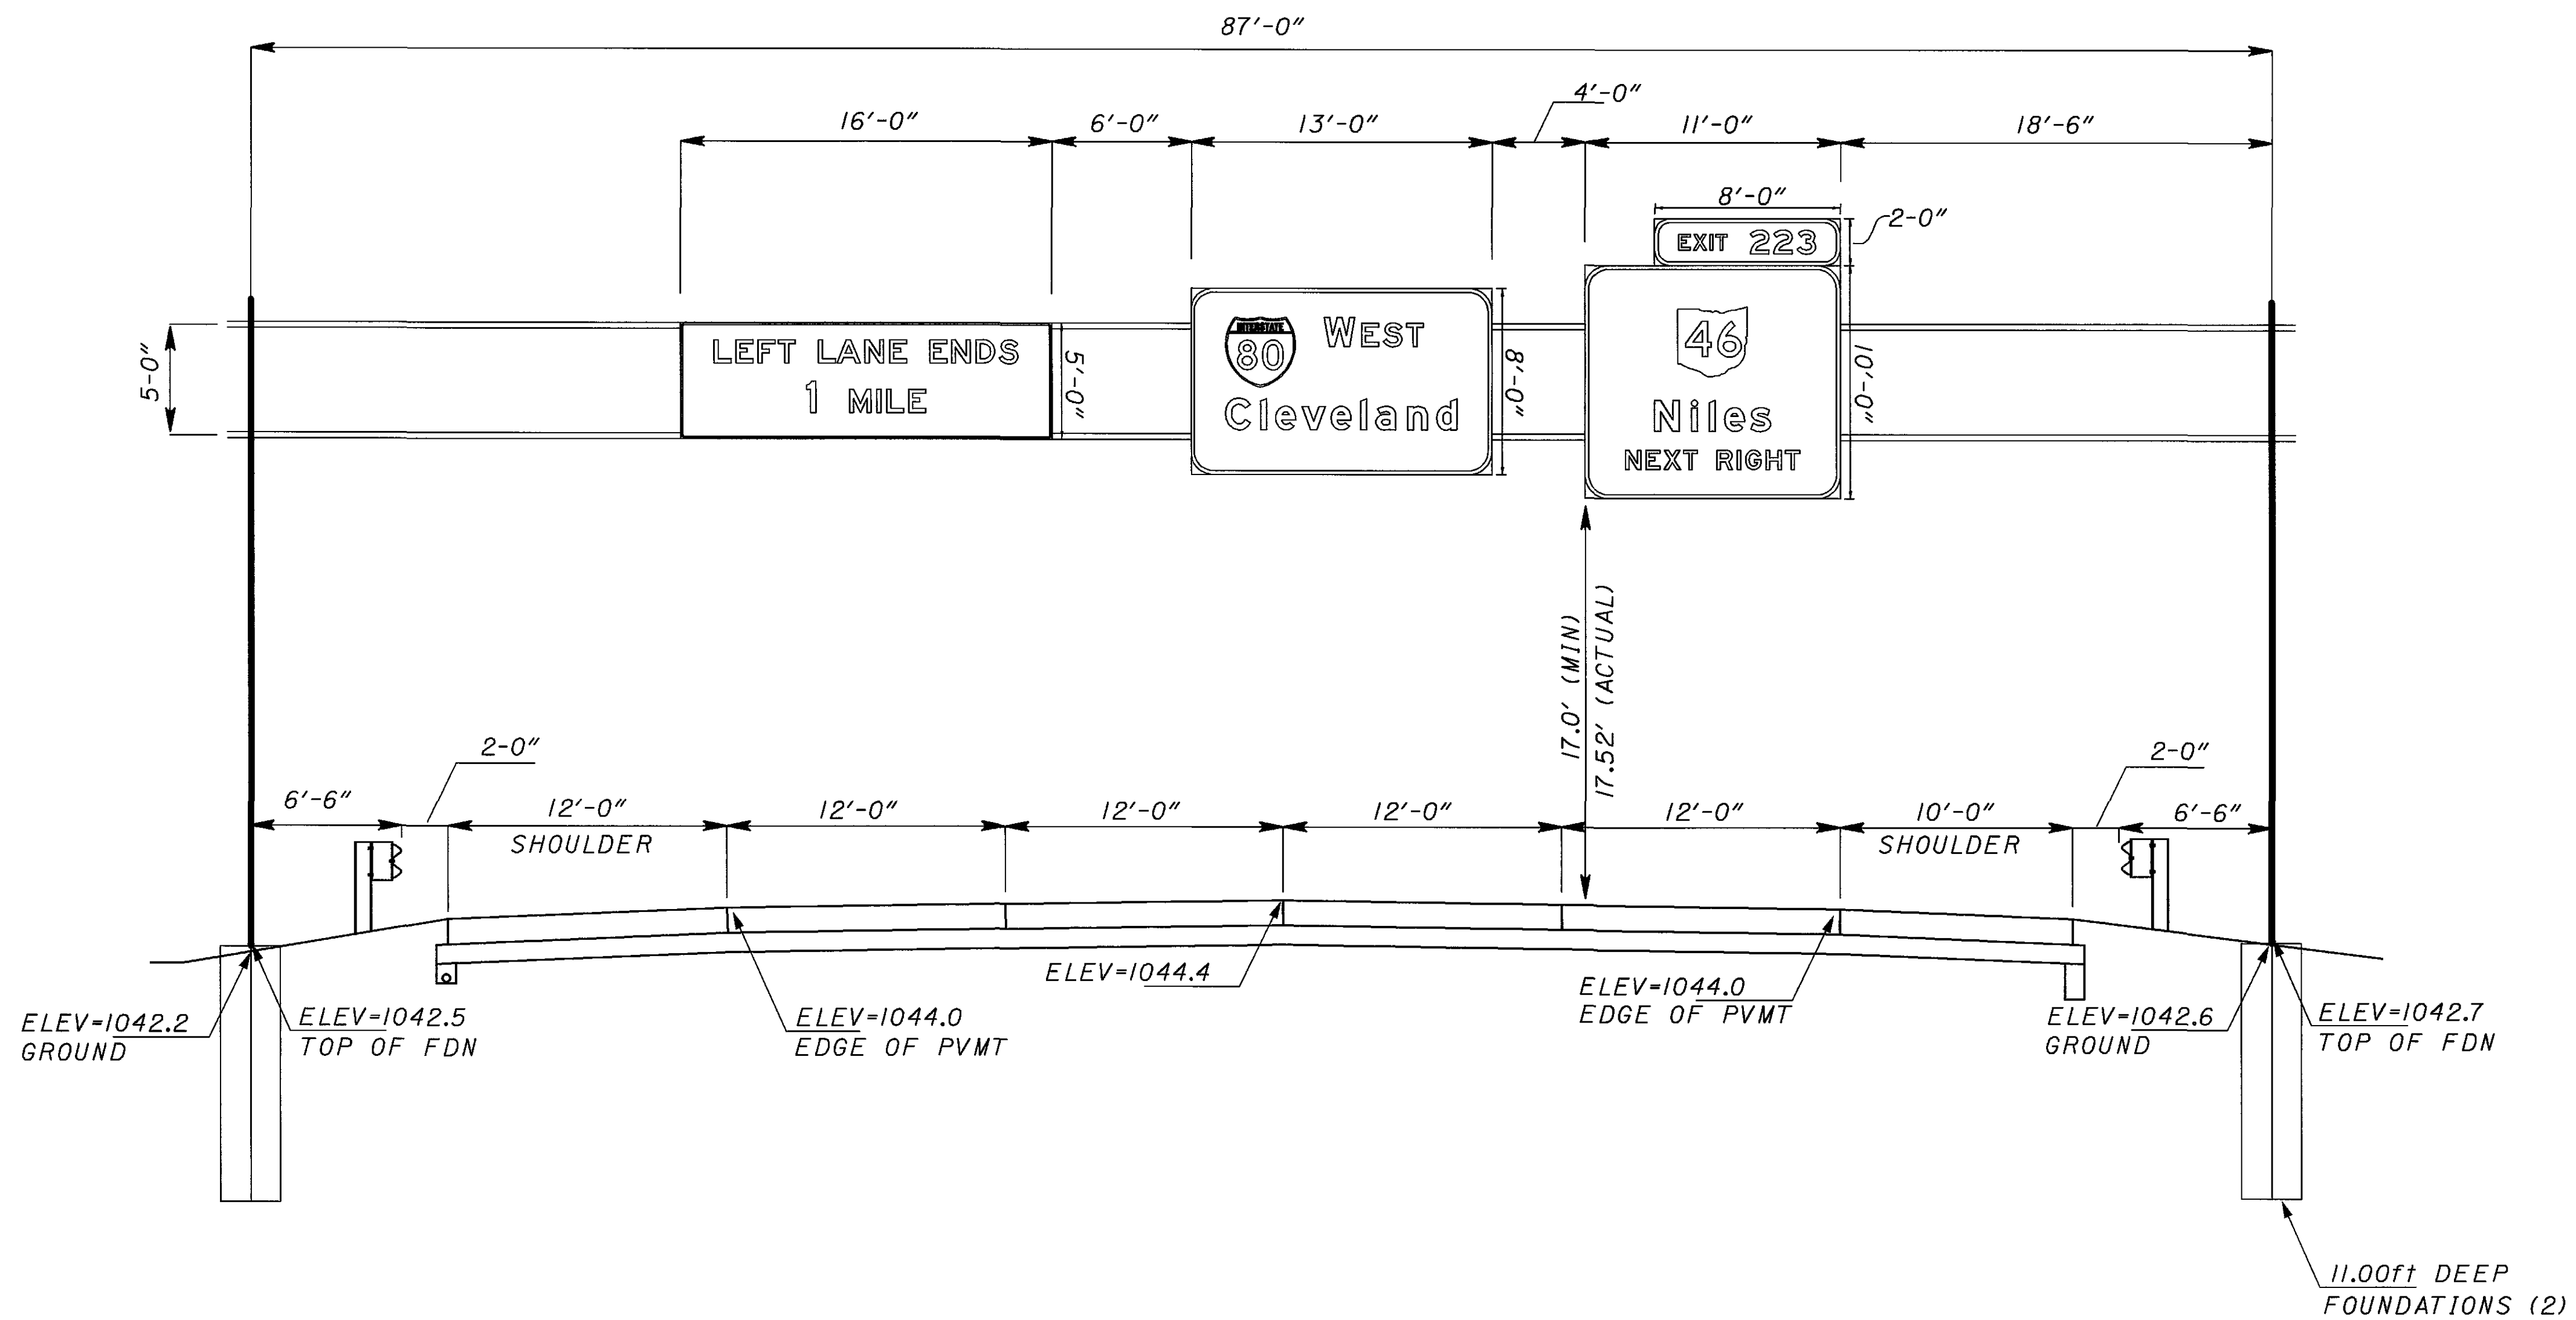 87'-0"
4'-0"
16'-0"
6'-0"
13'-0"
11'-0"
18'-6"
8'-0"
2-0"
EXIT 223
5-0"
LEFT LANE ENDS
1 MILE
5'-0"
INTERSTATE
80
WEST
Cleveland
8'-0"
46
Niles
NEXT RIGHT
10'-0"
17.0' (MIN)
17.52' (ACTUAL)
2-0"
2-0"
6'-6"
12'-0"
SHOULDER
12'-0"
12'-0"
12'-0"
12'-0"
10'-0"
SHOULDER
6'-6"
ELEV=1042.2
GROUND
ELEV=1042.5
TOP OF FDN
ELEV=1044.0
EDGE OF PVMT
ELEV=1044.4
ELEV=1044.0
EDGE OF PVMT
ELEV=1042.6
GROUND
ELEV=1042.7
TOP OF FDN
11.00ft DEEP
FOUNDATIONS (2)